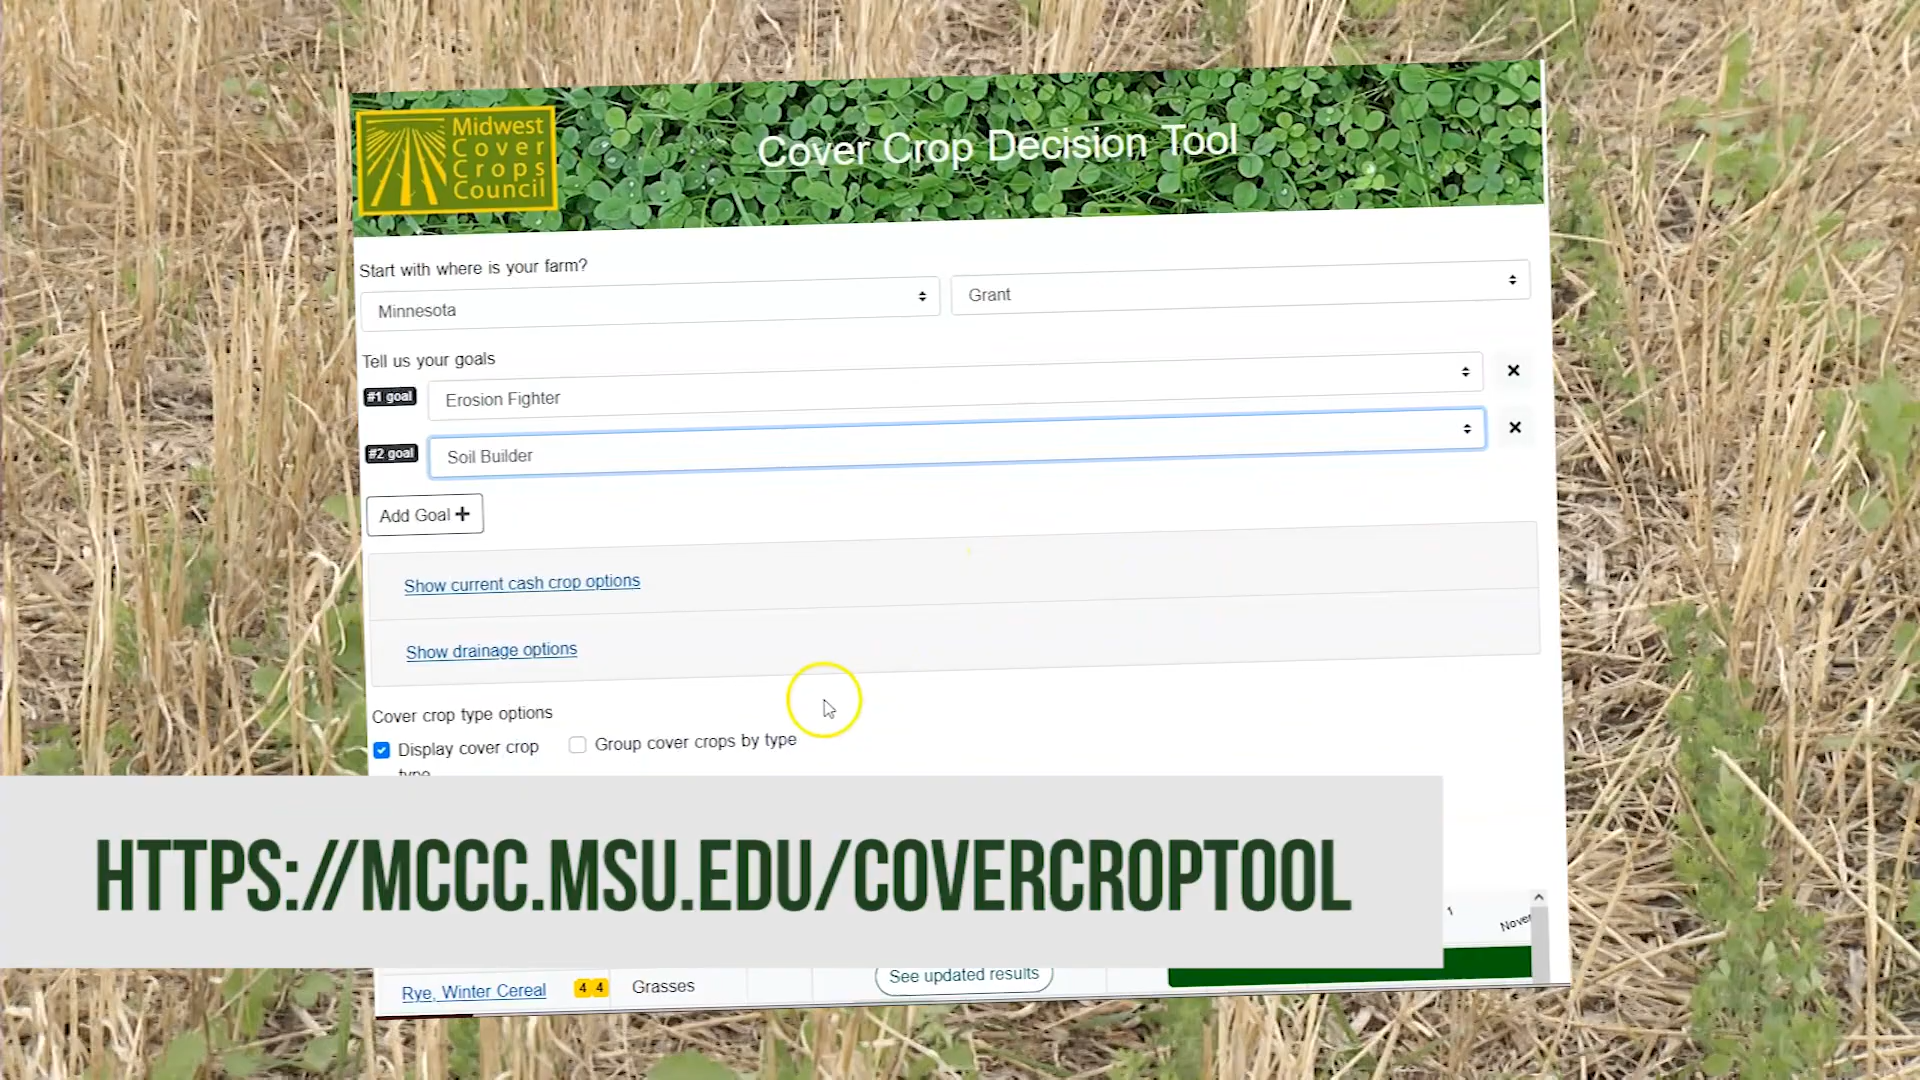 Midwest
Cover
Crops
Council
Cover Crop Decision Tool
Start with where is your farm?
Minnesota
Grant
Tell us your goals
#1 goal
Erosion Fighter
#2 goal
Soil Builder
Add Goal
Show current cash crop options
Show drainage options
Cover crop type options
Display cover crop
type
Group cover crops by type
HTTPS://MCCC.MSU.EDU/COVERCROPTOOL
1
Rye, Winter Cereal
4 4
Grasses
See updated results